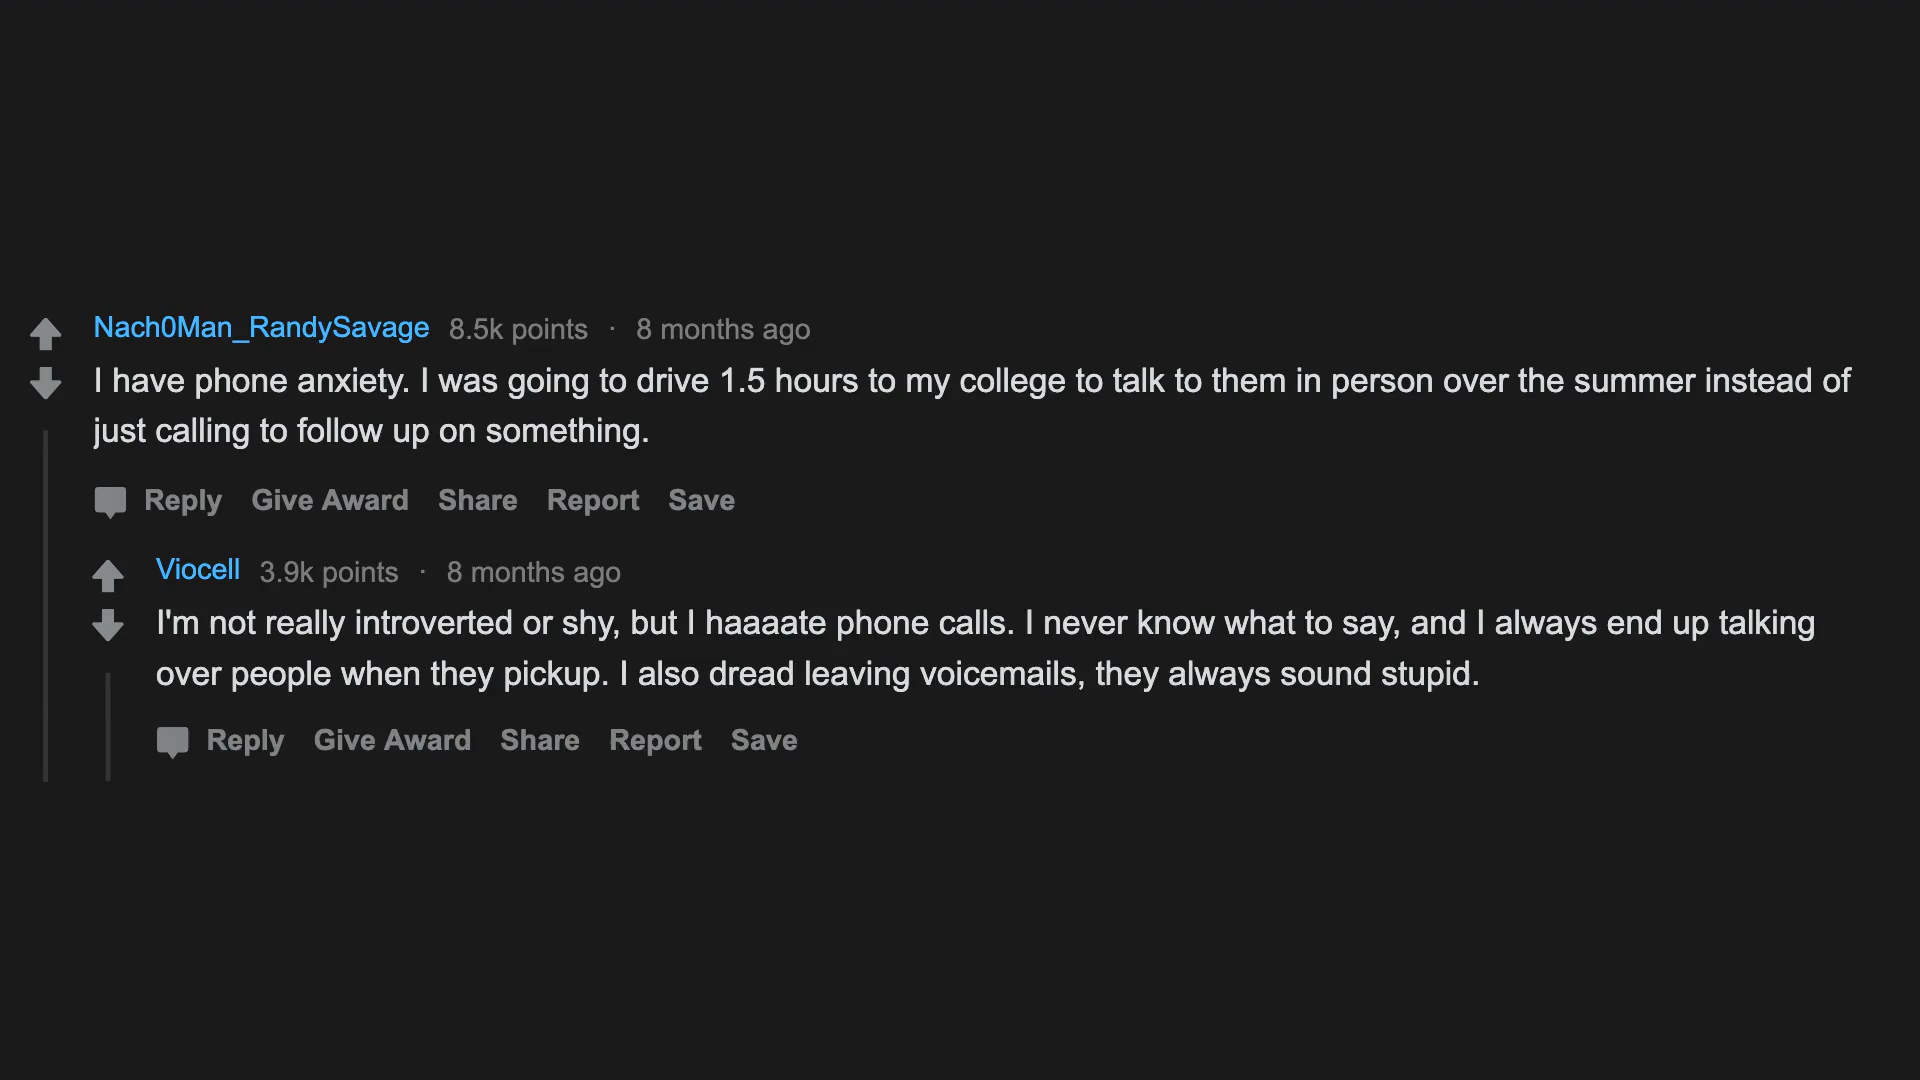 Nach0Man_RandySavage 8.5k points · 8 months ago
I have phone anxiety. I was going to drive 1.5 hours to my college to talk to them in person over the summer instead of
just calling to follow up on something.
Reply Give Award Share Report Save
Viocell 3.9k points · 8 months ago
I'm not really introverted or shy, but I haaaate phone calls. I never know what to say, and I always end up talking
over people when they pickup. I also dread leaving voicemails, they always sound stupid.
Reply Give Award Share Report Save